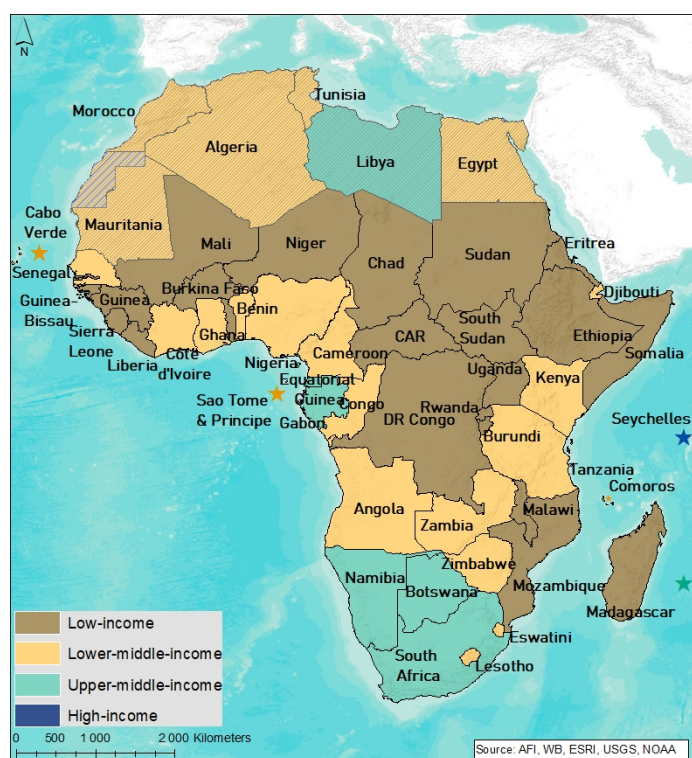 N
Tunisia
Morocco
Algeria
Libya
Egypt
Cabo
Verde
Mauritania
Mali
Niger
Chad
Sudan
Eritrea
Senegal
Guinea-
Bissau
Guinea
Burkina Faso
Benin
Djibouti
Sierra
Leone
Liberia
Côte
d'Ivoire
Ghana
Nigeria
Cameroon
CAR
South
Sudan
Ethiopia
Somalia
Equatorial
Guinea
Sao Tome
& Principe
Gabon
Congo
DR Congo
Uganda
Rwanda
Kenya
Burundi
Seychelles
Tanzania
Comoros
Angola
Zambia
Malawi
Zimbabwe
Mozambique
Madagascar
Namibia
Botswana
Eswatini
South
Africa
Lesotho
Low-income
Lower-middle-income
Upper-middle-income
High-income
0 500 1 000 2 000 Kilometers
Source: AFI, WB, ESRI, USGS, NOAA